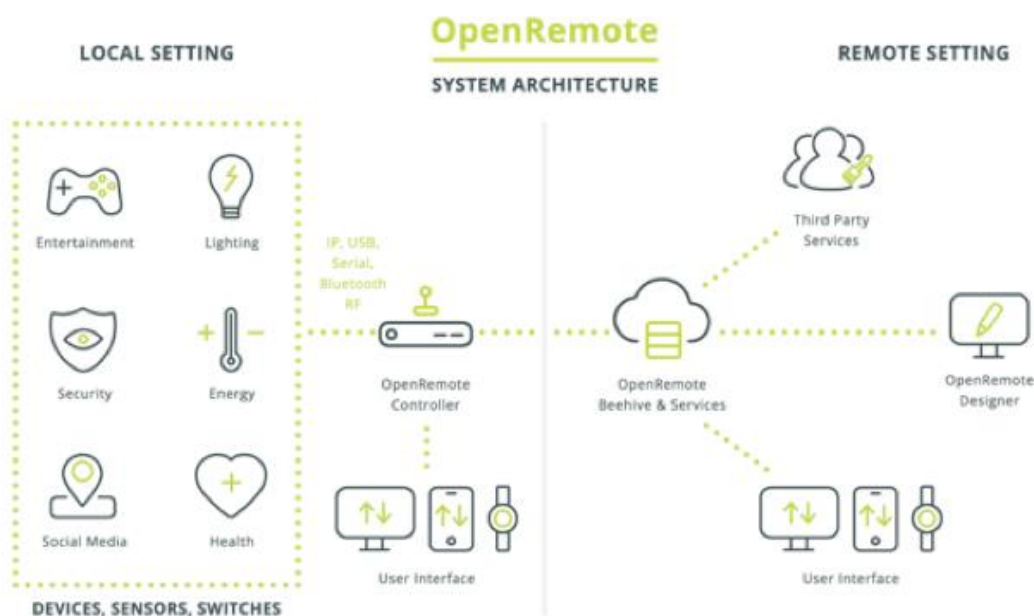 OpenRemote
SYSTEM ARCHITECTURE
LOCAL SETTING
REMOTE SETTING
Entertainment
Lighting
Security
Energy
Social Media
Health
DEVICES, SENSORS, SWITCHES
IP, USB,
Serial,
Bluetooth
RF
OpenRemote
Controller
User Interface
Third Party
Services
OpenRemote
Beehive & Services
OpenRemote
Designer
User Interface